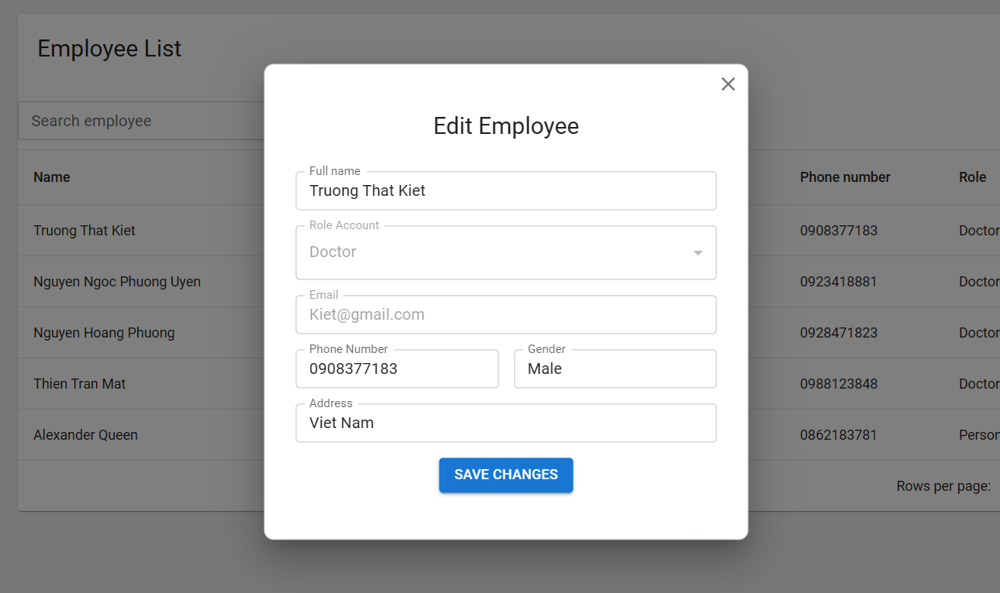 Employee List
Search employee
Name Phone number Role
Truong That Kiet 0908377183 Doctor
Nguyen Ngoc Phuong Uyen 0923418881 Doctor
Nguyen Hoang Phuong 0928471823 Doctor
Thien Tran Mat 0988123848 Doctor
Alexander Queen 0862183781 Person
Rows per page:
Edit Employee
Full name
Truong That Kiet
Role Account
Doctor
Email
Kiet@gmail.com
Phone Number Gender
0908377183 Male
Address
Viet Nam
SAVE CHANGES